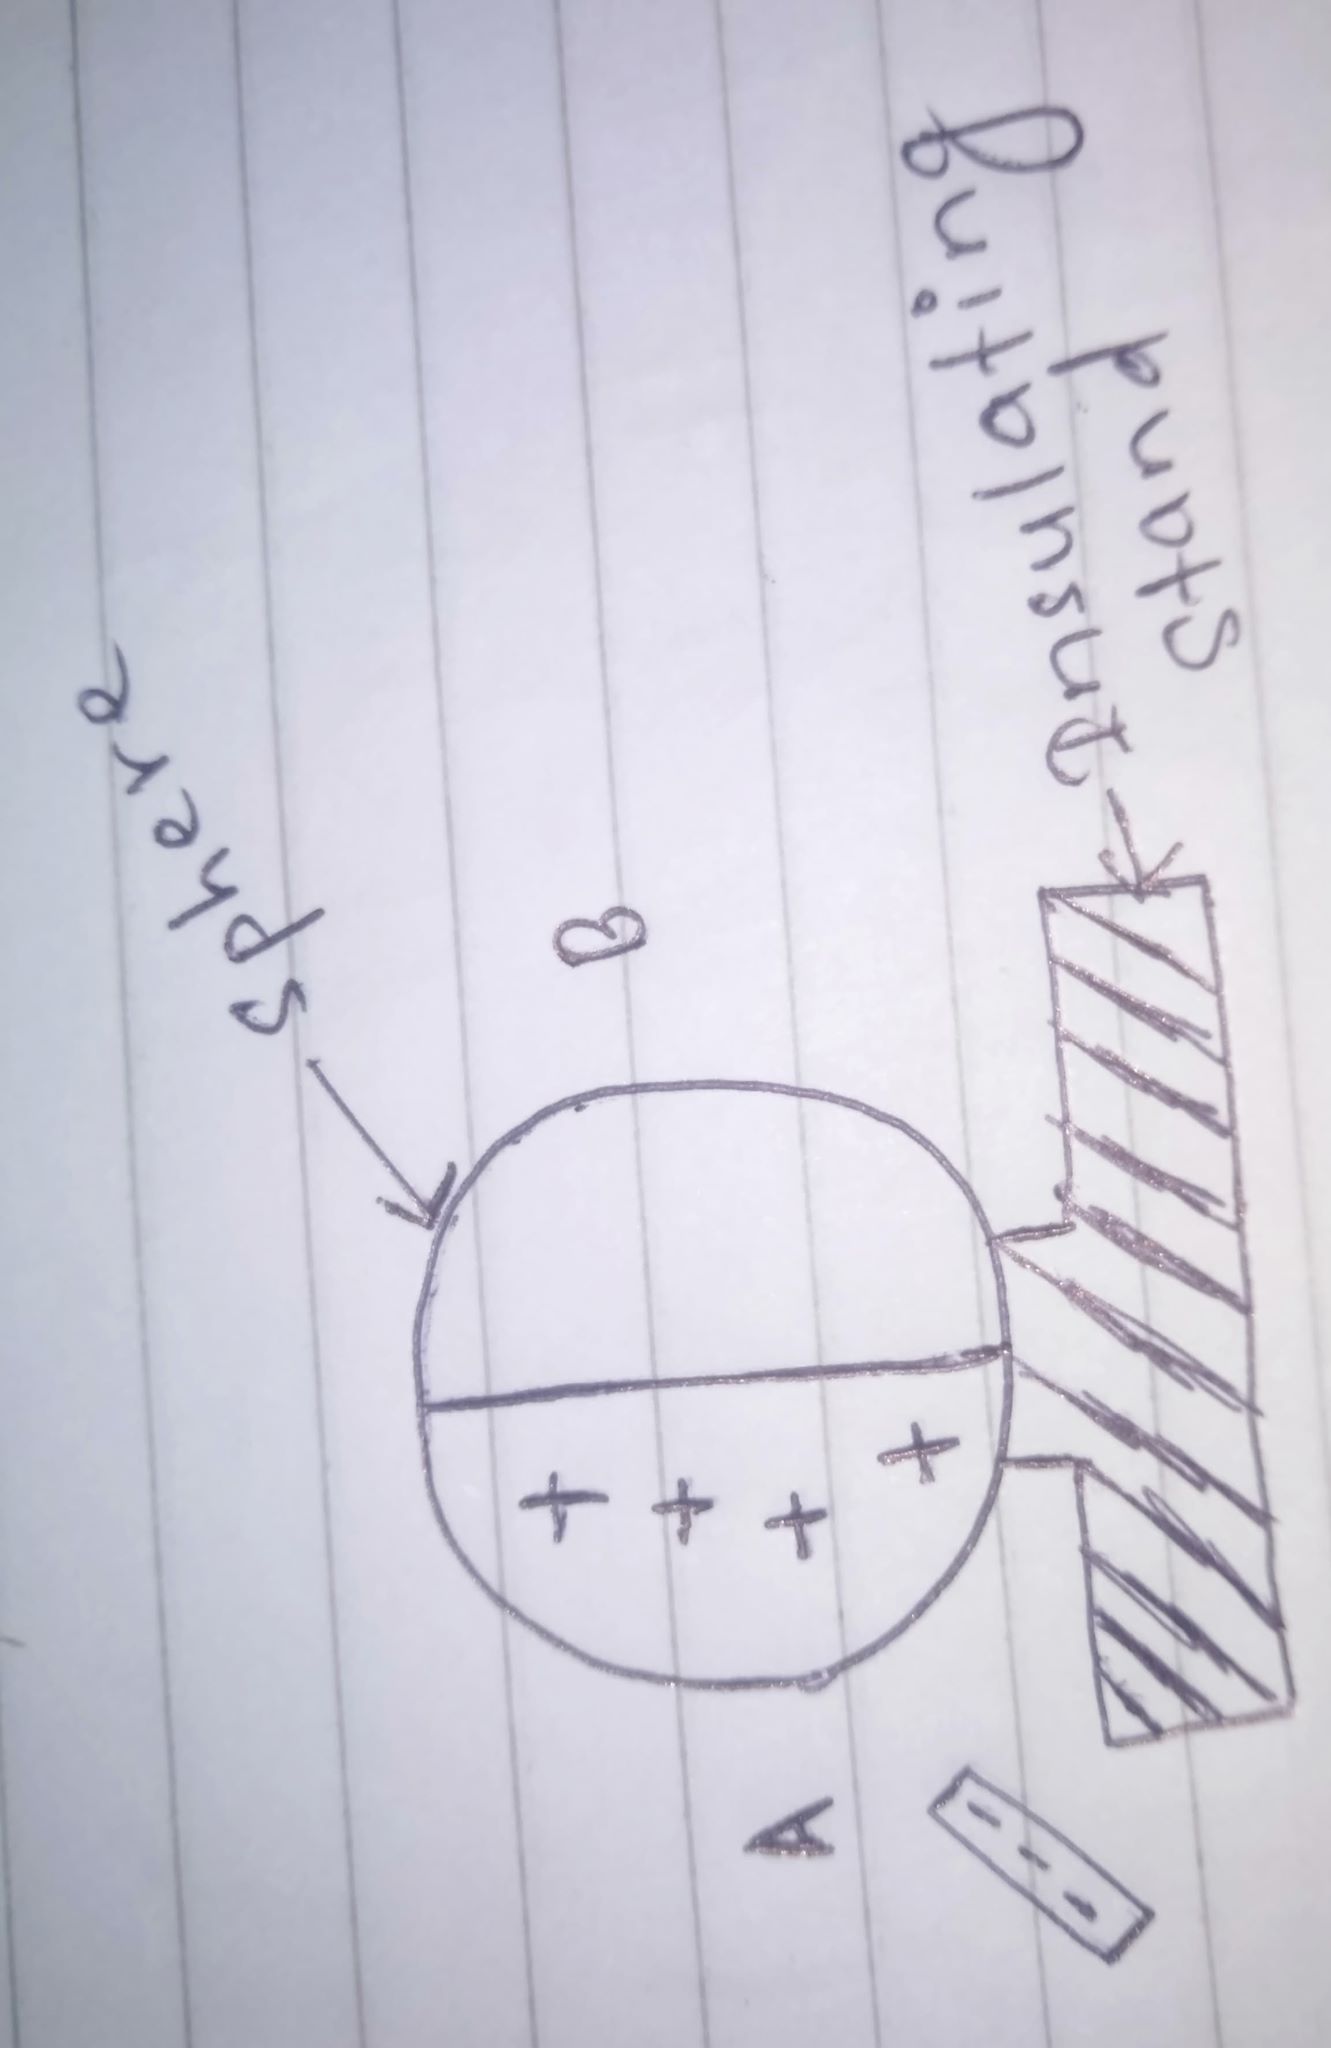 Sphere
B
+
+
A
+
+
- - -
Insulating
Stand